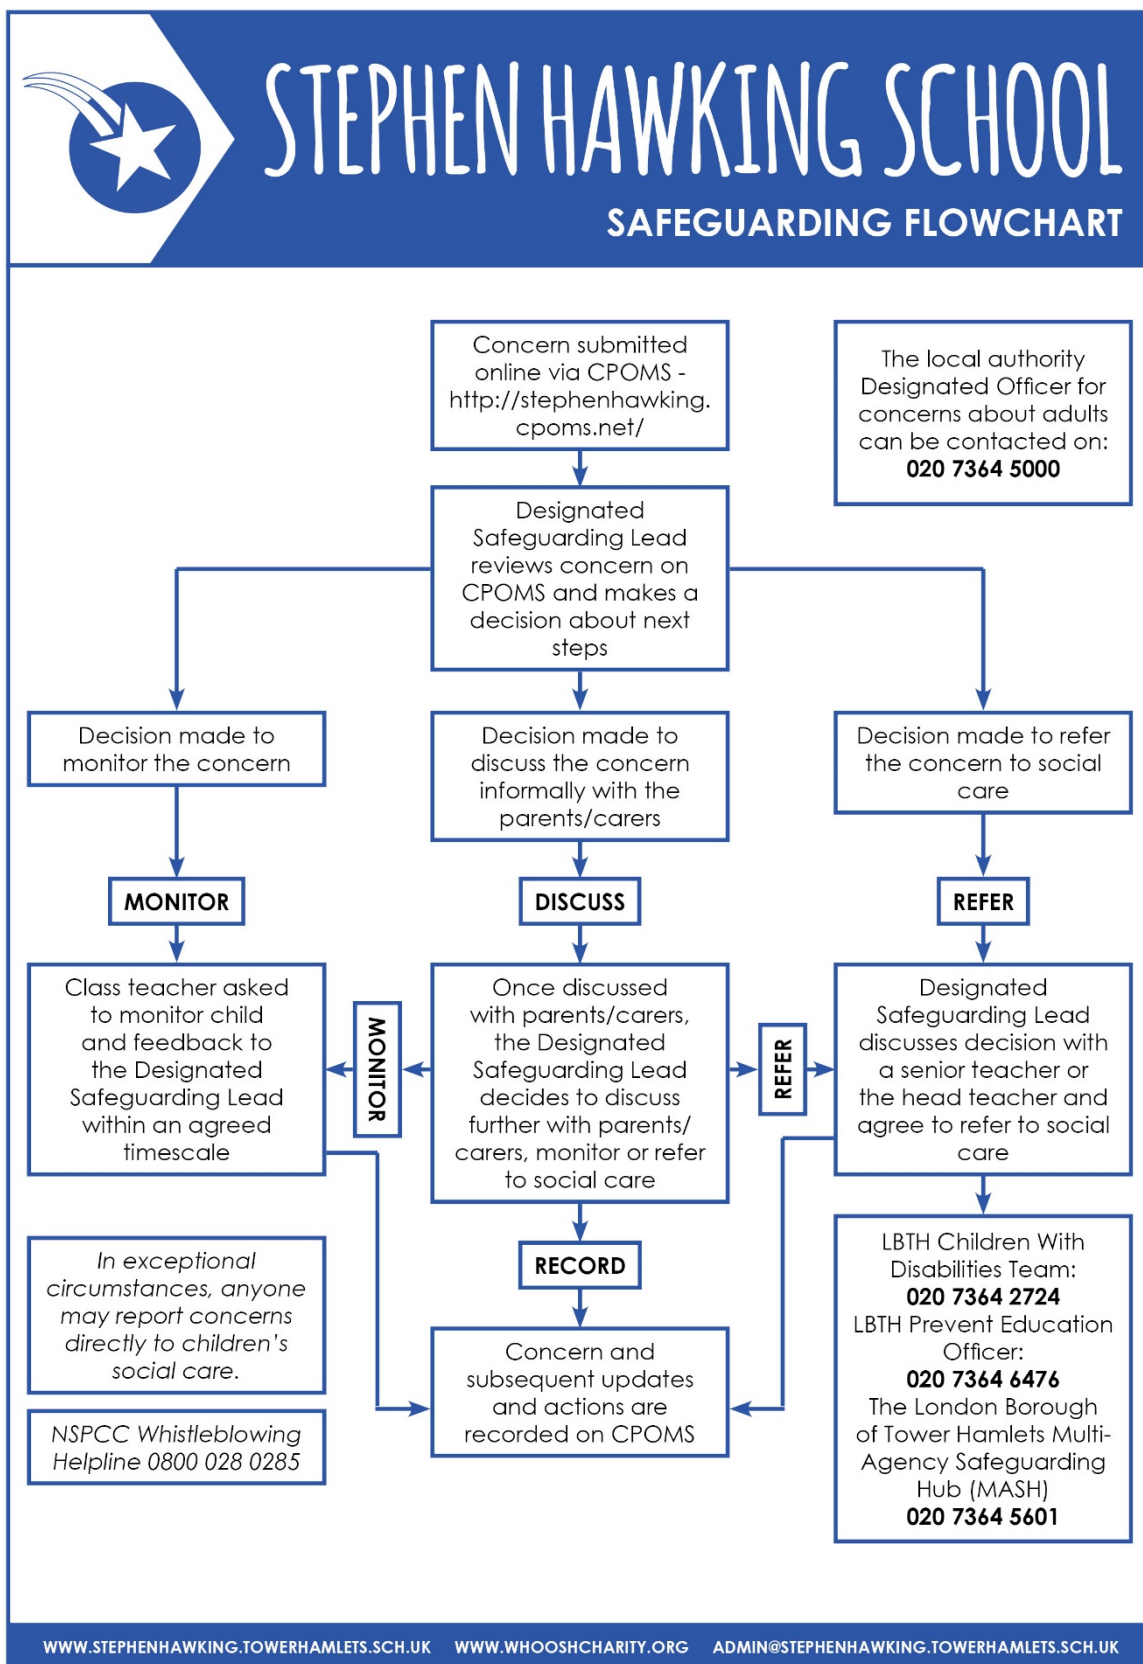 STEPHEN HAWKING SCHOOL
SAFEGUARDING FLOWCHART
Concern submitted
online via CPOMS -
http://stephenhawking.
cpoms.net/
The local authority
Designated Officer for
concerns about adults
can be contacted on:
020 7364 5000
Designated
Safeguarding Lead
reviews concern on
CPOMS and makes a
decision about next
steps
Decision made to
monitor the concern
Decision made to
discuss the concern
informally with the
parents/carers
Decision made to refer
the concern to social
care
MONITOR
DISCUSS
REFER
Class teacher asked
to monitor child
and feedback to
the Designated
Safeguarding Lead
within an agreed
timescale
MONITOR
Once discussed
with parents/carers,
the Designated
Safeguarding Lead
decides to discuss
further with parents/
carers, monitor or refer
to social care
REFER
Designated
Safeguarding Lead
discusses decision with
a senior teacher or
the head teacher and
agree to refer to social
care
In exceptional
circumstances, anyone
may report concerns
directly to children's
social care.
RECORD
LBTH Children With
Disabilities Team:
020 7364 2724
LBTH Prevent Education
Officer:
020 7364 6476
The London Borough
of Tower Hamlets Multi-
Agency Safeguarding
Hub (MASH)
020 7364 5601
Concern and
subsequent updates
and actions are
recorded on CPOMS
NSPCC Whistleblowing
Helpline 0800 028 0285
WWW.STEPHENHAWKING.TOWERHAMLETS.SCH.UK WWW.WHOOSHCHARITY.ORG ADMIN@STEPHENHAWKING.TOWERHAMLETS.SCH.UK